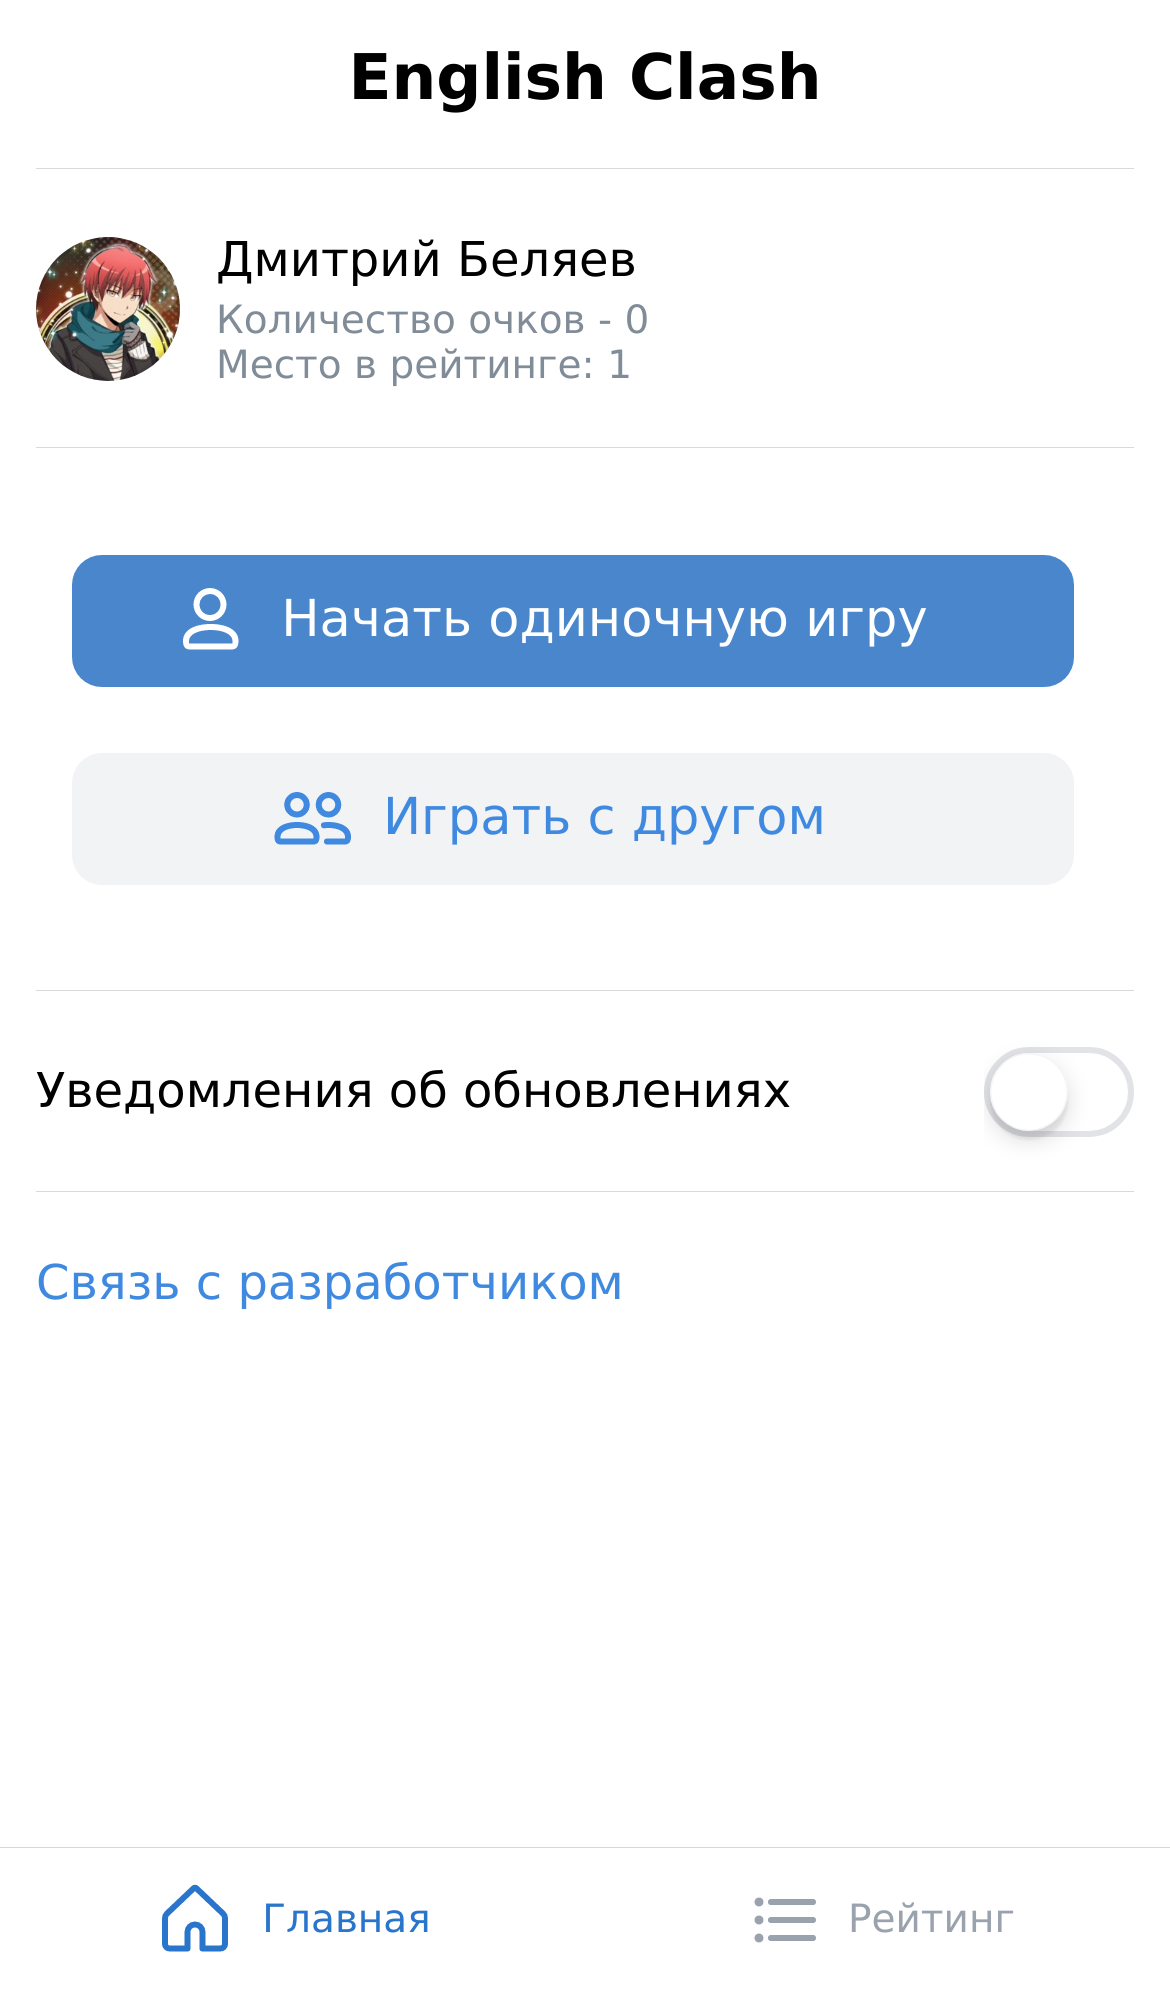 English Clash
Дмитрий Беляев
Количество очков - 0
Место в рейтинге: 1
Начать одиночную игру
Играть с другом
Уведомления об обновлениях
Связь с разработчиком
Главная
Рейтинг